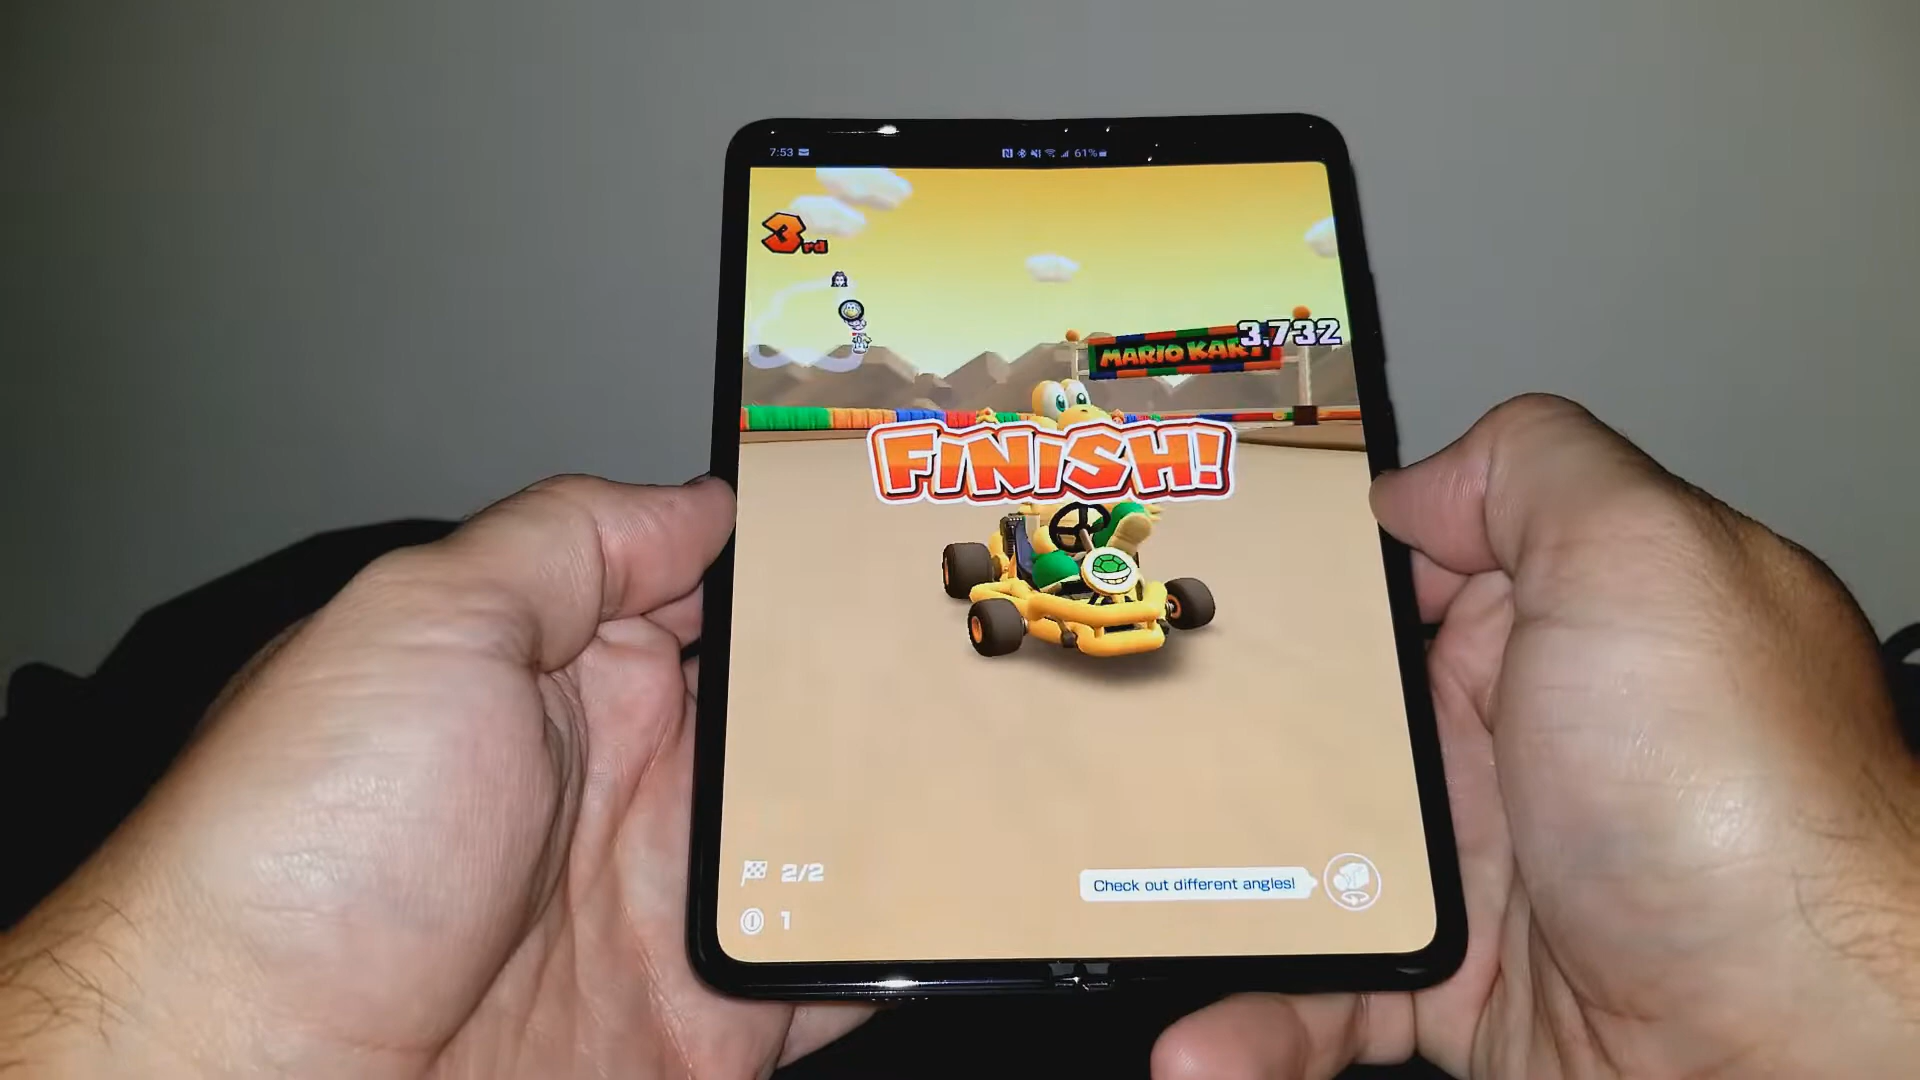 7:53 61%
3rd
3,732
MARIO KART
FINISH!
2/2
Check out different angles!
1